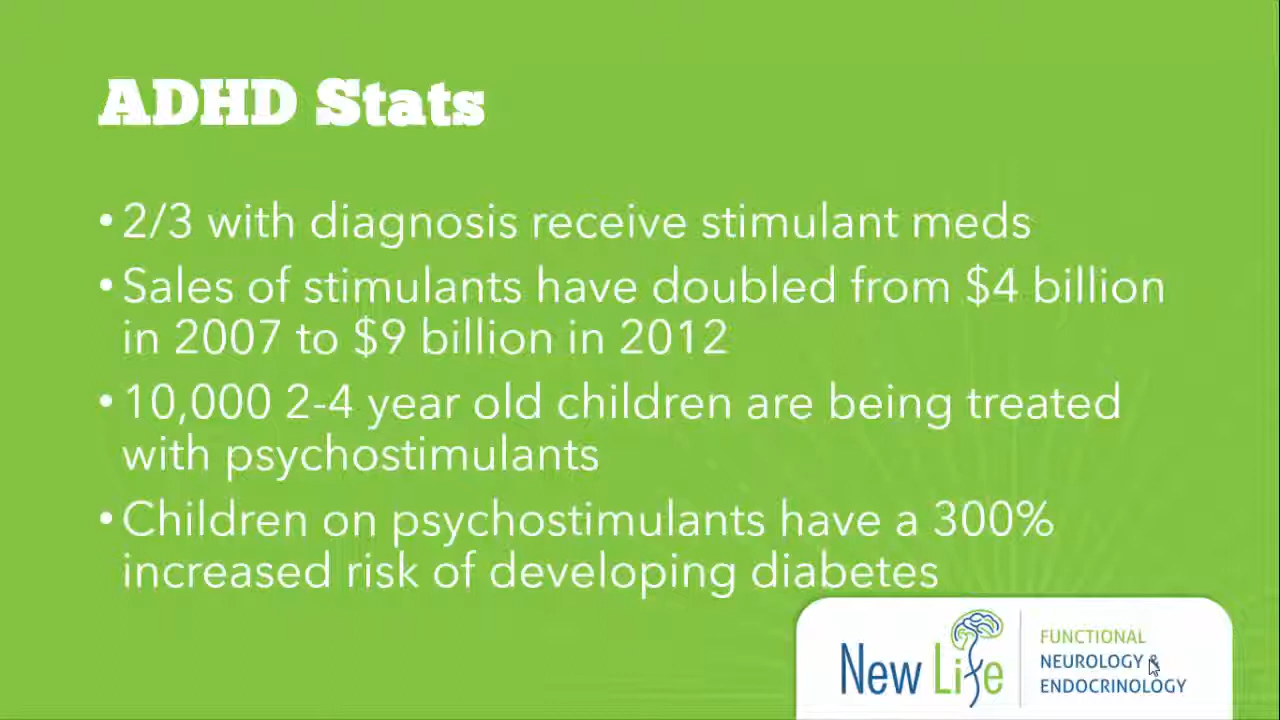 ADHD Stats
• 2/3 with diagnosis receive stimulant meds
• Sales of stimulants have doubled from $4 billion
in 2007 to $9 billion in 2012
• 10,000 2-4 year old children are being treated
with psychostimulants
• Children on psychostimulants have a 300%
increased risk of developing diabetes
New Life
FUNCTIONAL
NEUROLOGY &
ENDOCRINOLOGY